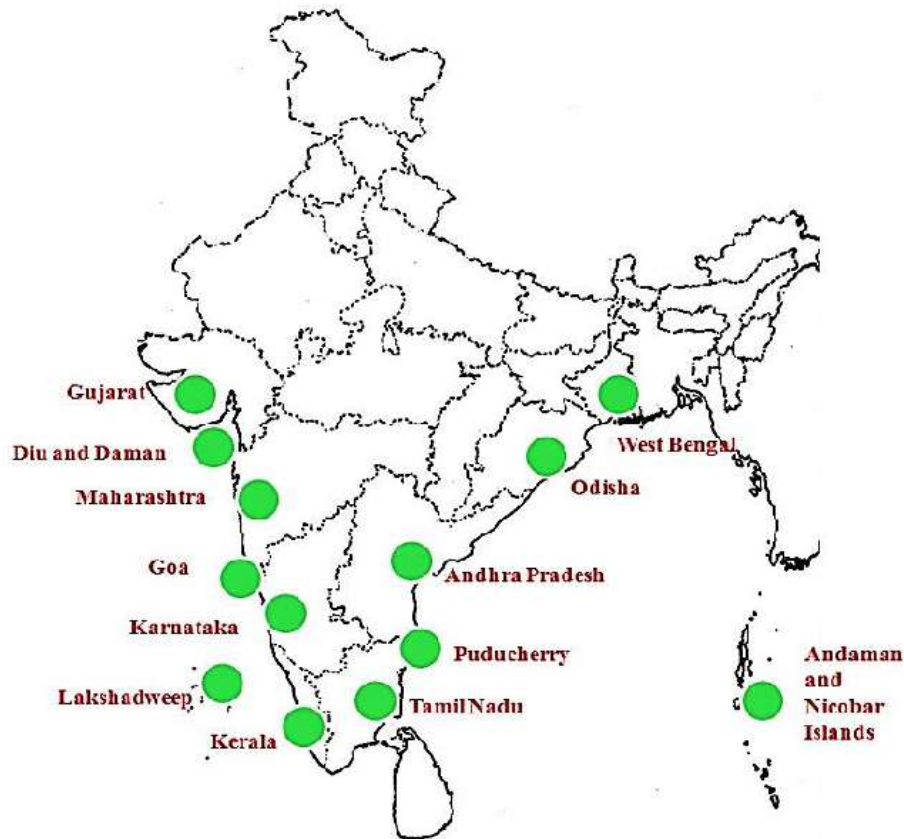 Gujarat
Diu and Daman
Maharashtra
Goa
Karnataka
Lakshadweep
Kerala
West Bengal
Odisha
Andhra Pradesh
Puducherry
Tamil Nadu
Andaman
and
Nicobar
Islands